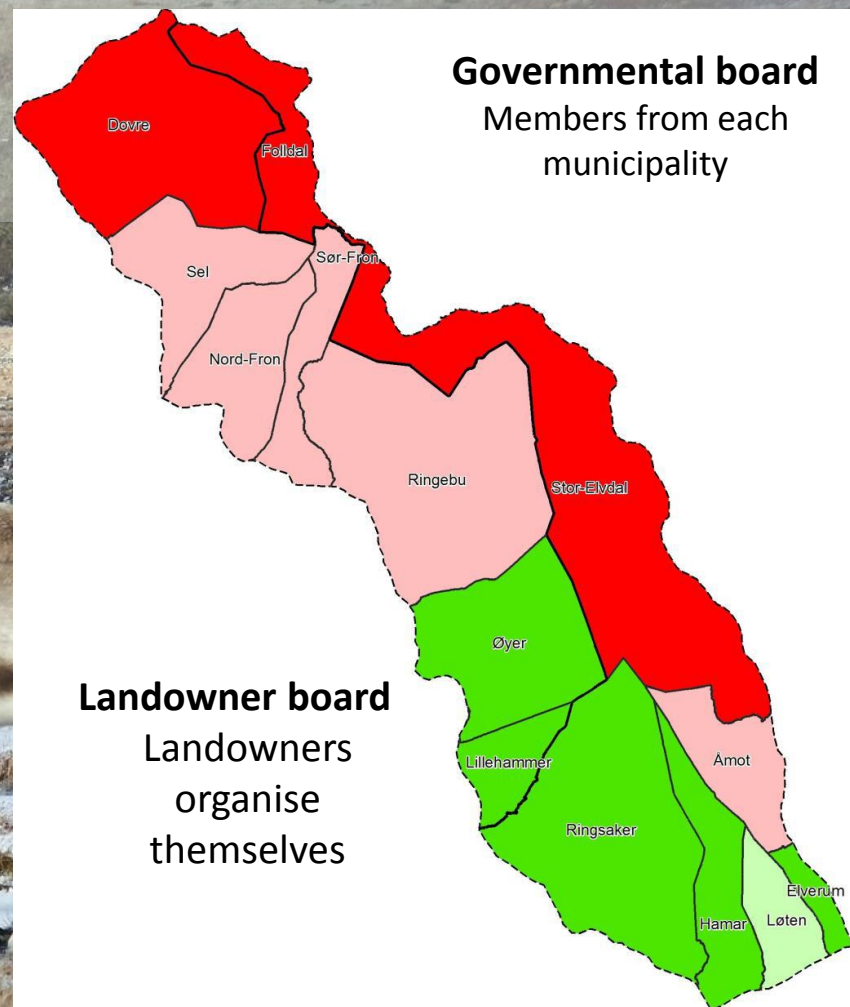 Governmental board
Members from each
municipality
Dovre
Folldal
Sør-Fron
Sel
Nord-Fron
Ringebu
Stor-Elvdal
Øyer
Landowner board
Landowners
organise
themselves
Lillehammer
Åmot
Ringsaker
Elverum
Hamar
Løten